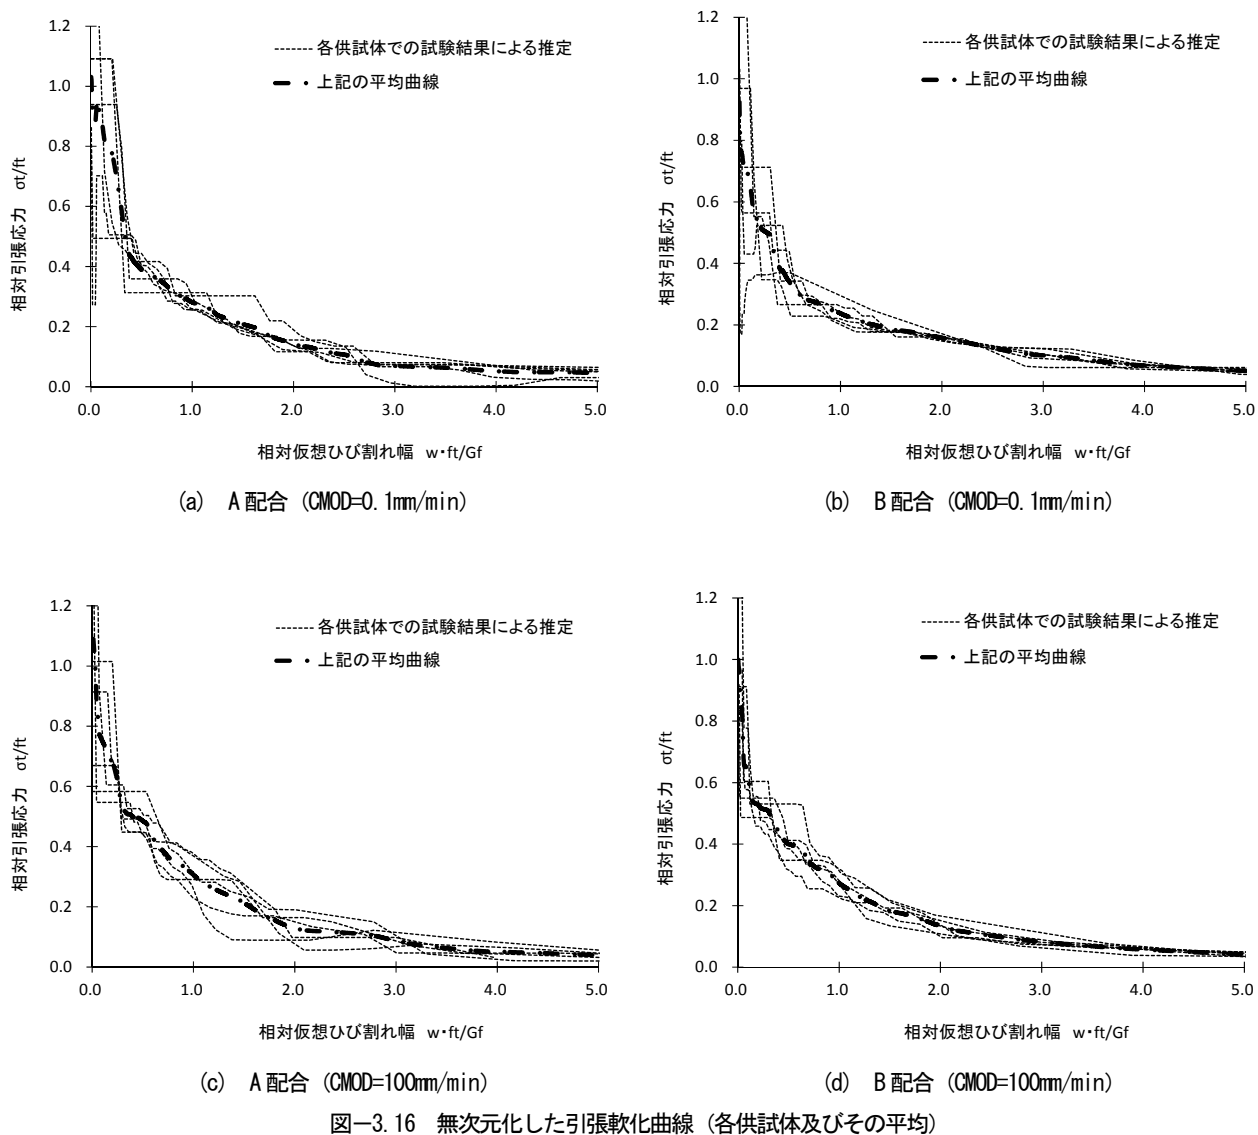 1.2
1.0
0.8
0.6
0.4
0.2
0.0
0.0 1.0 2.0 3.0 4.0 5.0
相対引張応力 σt/ft
各供試体での試験結果による推定
上記の平均曲線
相対仮想ひび割れ幅 w・ft/Gf
(a) A配合 (CMOD=0.1mm/min)
1.2
1.0
0.8
0.6
0.4
0.2
0.0
0.0 1.0 2.0 3.0 4.0 5.0
相対引張応力 σt/ft
各供試体での試験結果による推定
上記の平均曲線
相対仮想ひび割れ幅 w・ft/Gf
(b) B配合 (CMOD=0.1mm/min)
1.2
1.0
0.8
0.6
0.4
0.2
0.0
0.0 1.0 2.0 3.0 4.0 5.0
相対引張応力 σt/ft
各供試体での試験結果による推定
上記の平均曲線
相対仮想ひび割れ幅 w・ft/Gf
(c) A配合 (CMOD=100mm/min)
1.2
1.0
0.8
0.6
0.4
0.2
0.0
0.0 1.0 2.0 3.0 4.0 5.0
相対引張応力 σt/ft
各供試体での試験結果による推定
上記の平均曲線
相対仮想ひび割れ幅 w・ft/Gf
(d) B配合 (CMOD=100mm/min)
図－3.16 無次元化した引張軟化曲線（各供試体及びその平均）